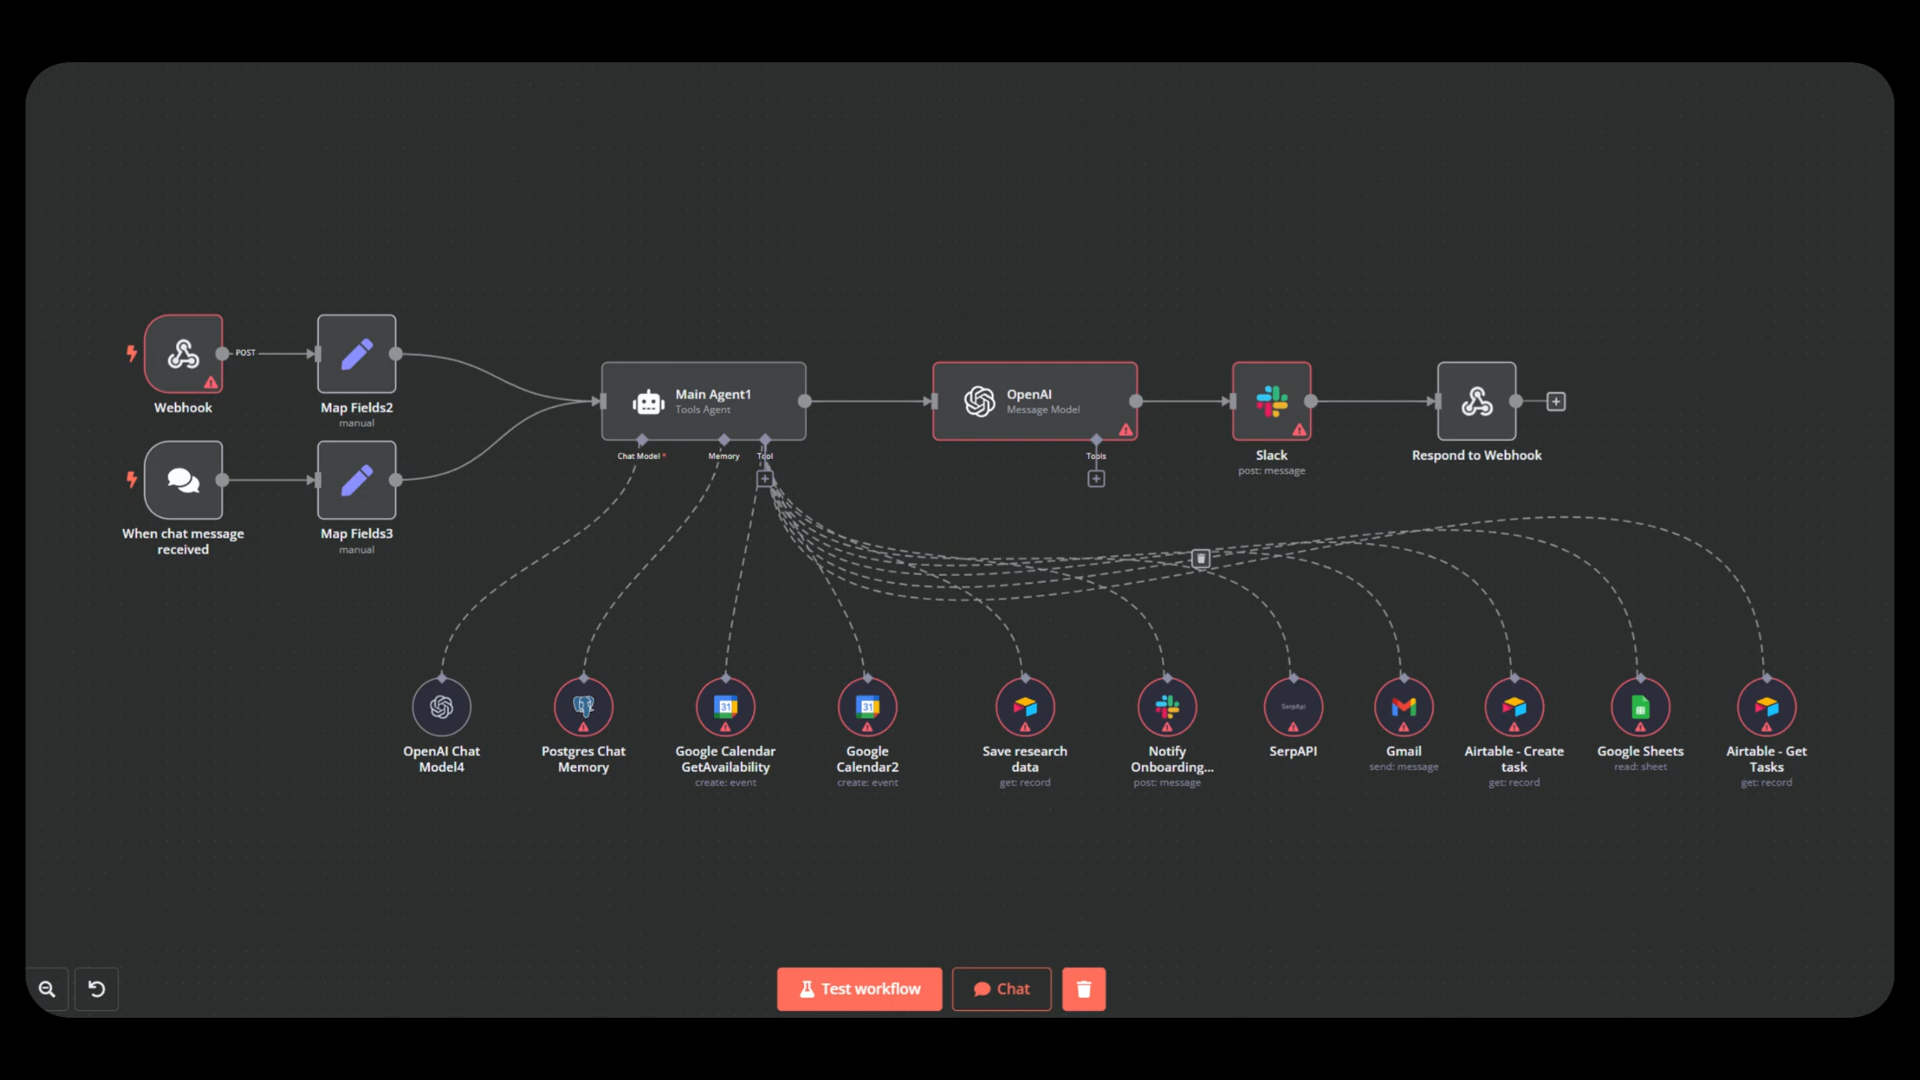 POST
Webhook
Map Fields2
manual
When chat message
received
Map Fields3
manual
Main Agent1
Tools Agent
Chat Model *
Memory
Tool
OpenAI
Message Model
Tools
Slack
post: message
Respond to Webhook
OpenAI Chat
Model4
Postgres Chat
Memory
31
Google Calendar
GetAvailability
create: event
31
Google
Calendar2
create: event
Save research
data
get: record
Notify
Onboarding...
post: message
SerpApi
SerpAPI
Gmail
send: message
Airtable - Create
task
get: record
Google Sheets
read: sheet
Airtable - Get
Tasks
get: record
Test workflow
Chat